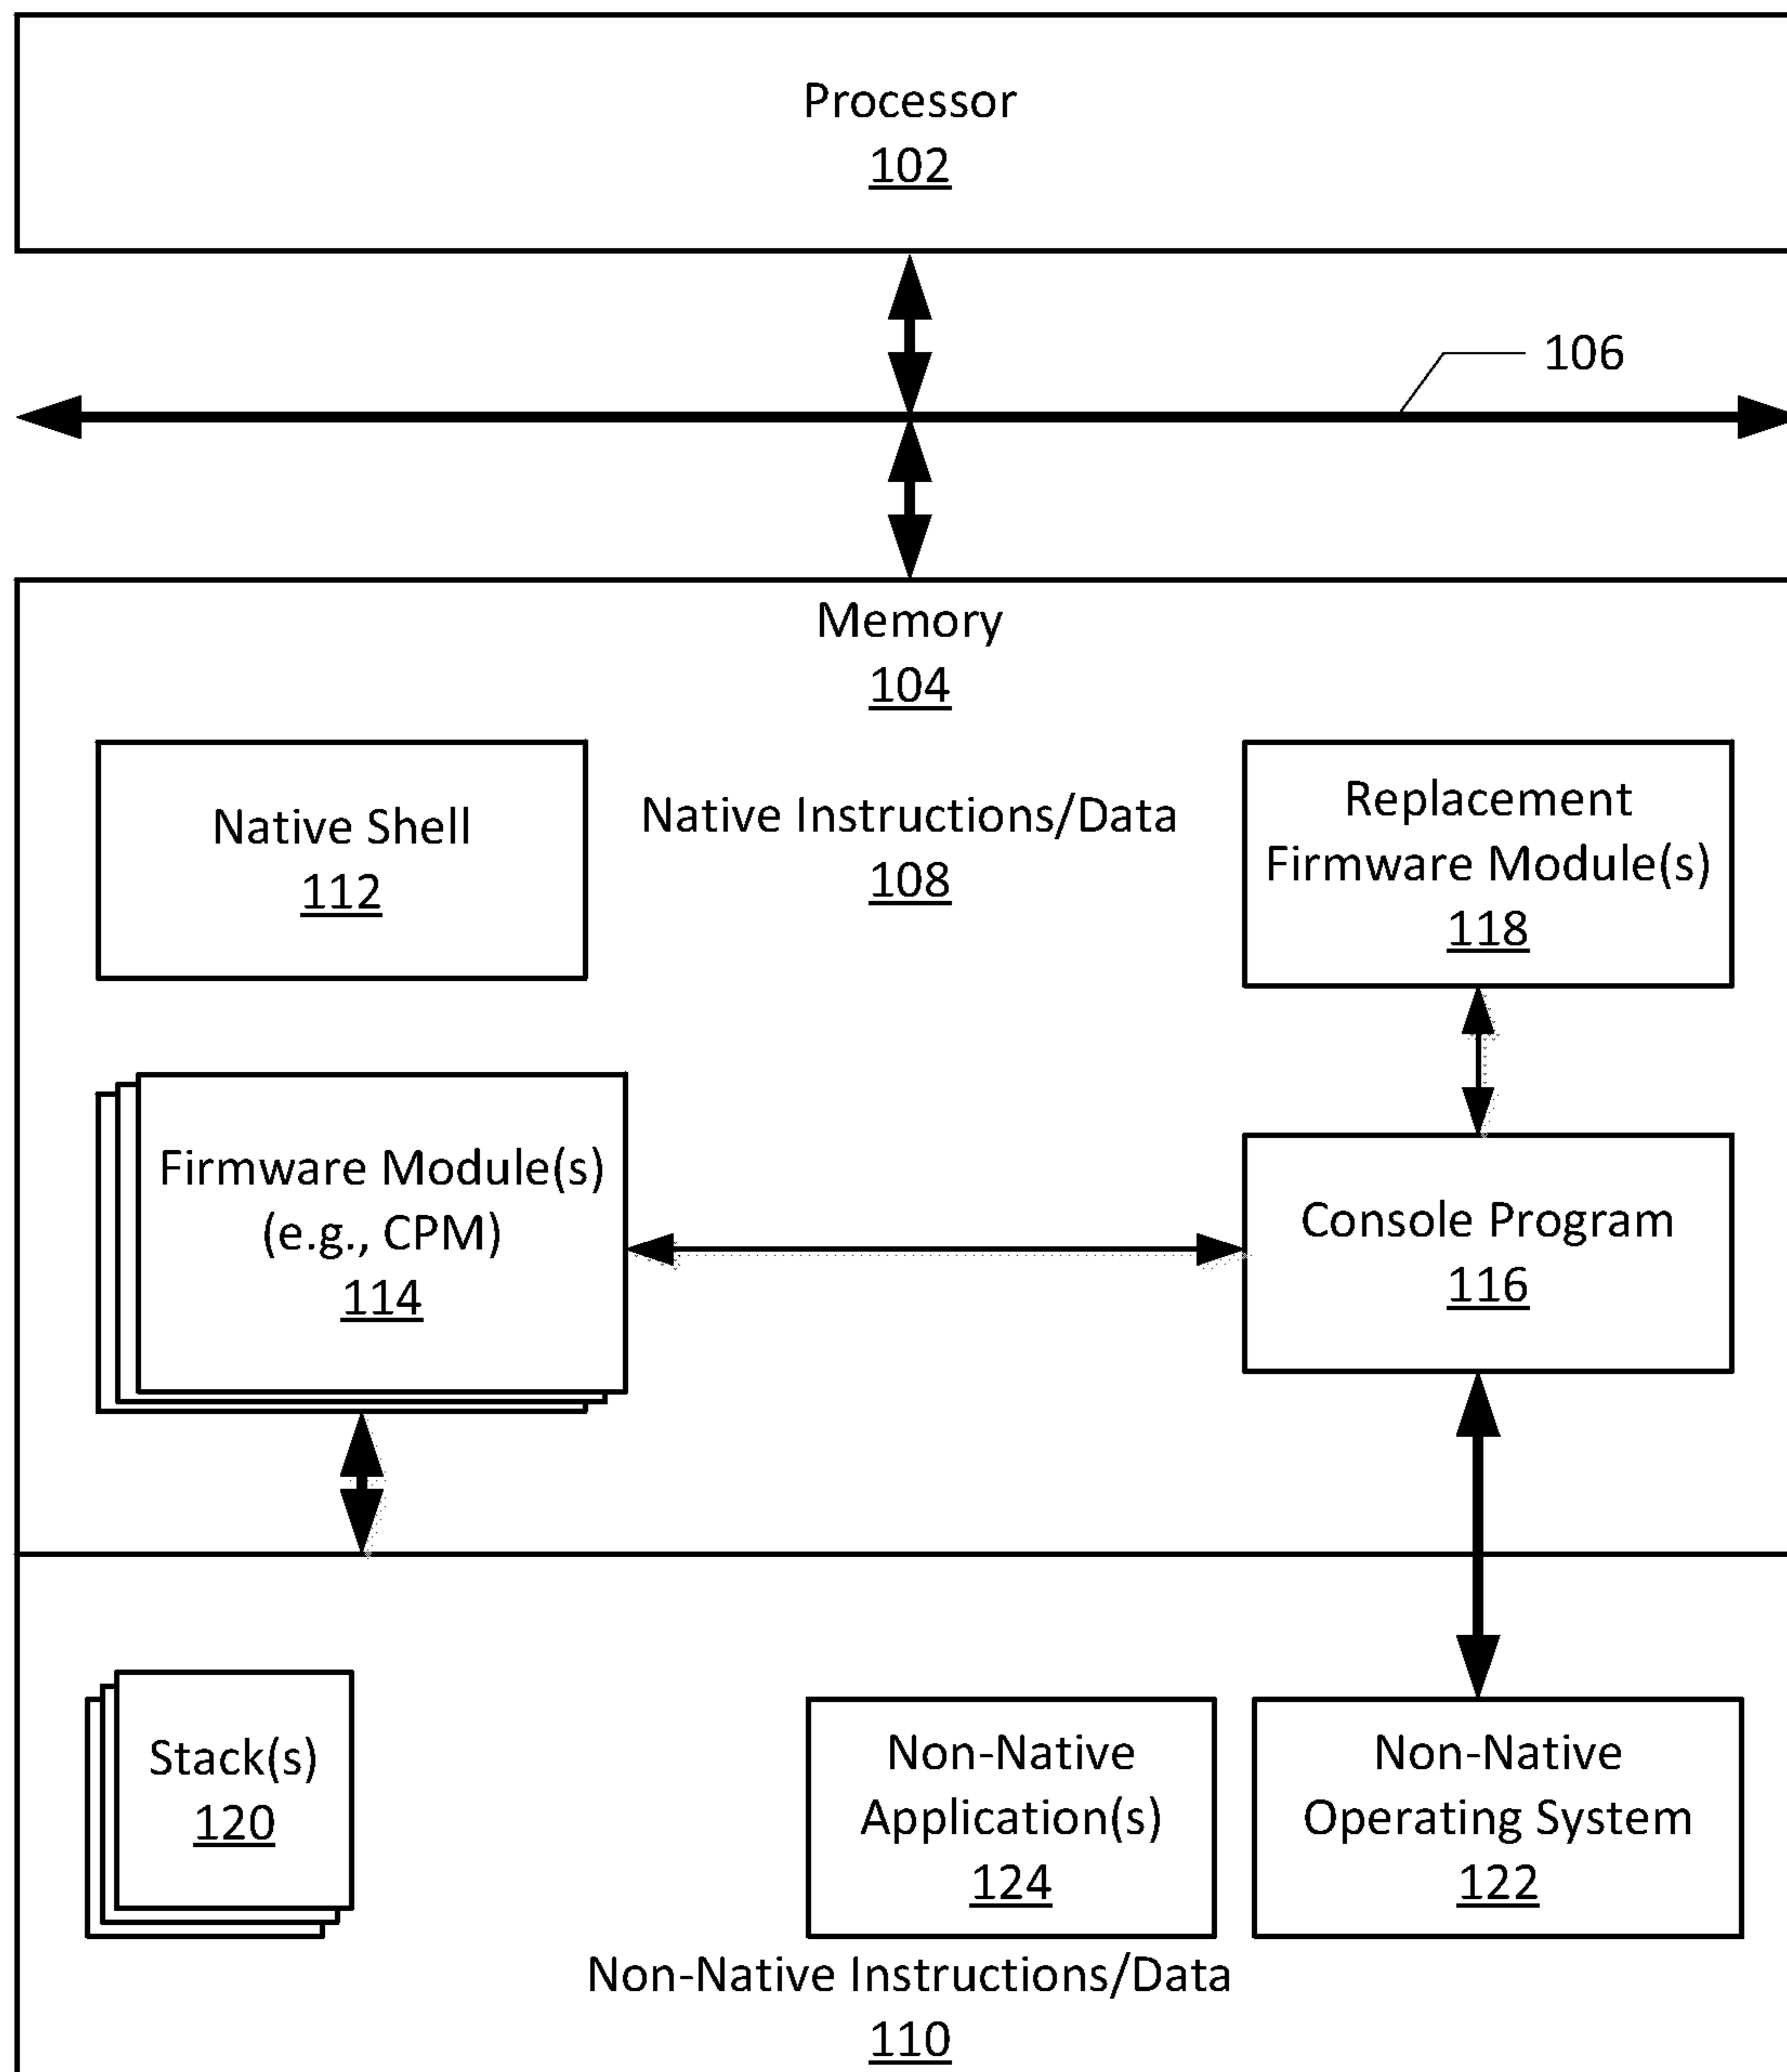 Processor
102
106
Memory
104
Native Shell
112
Native Instructions/Data
108
Replacement
Firmware Module(s)
118
Firmware Module(s)
(e.g., CPM)
114
Console Program
116
Stack(s)
120
Non-Native
Application(s)
124
Non-Native
Operating System
122
Non-Native Instructions/Data
110